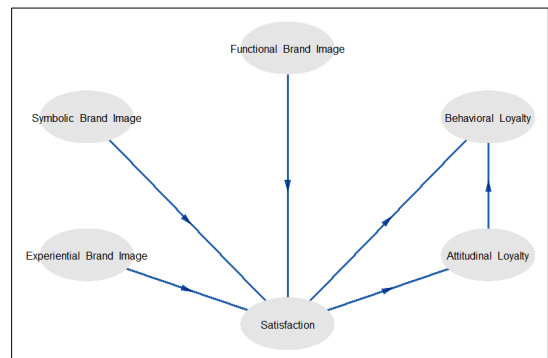 Functional Brand Image
Symbolic Brand Image
Behavioral Loyalty
Experiential Brand Image
Attitudinal Loyalty
Satisfaction